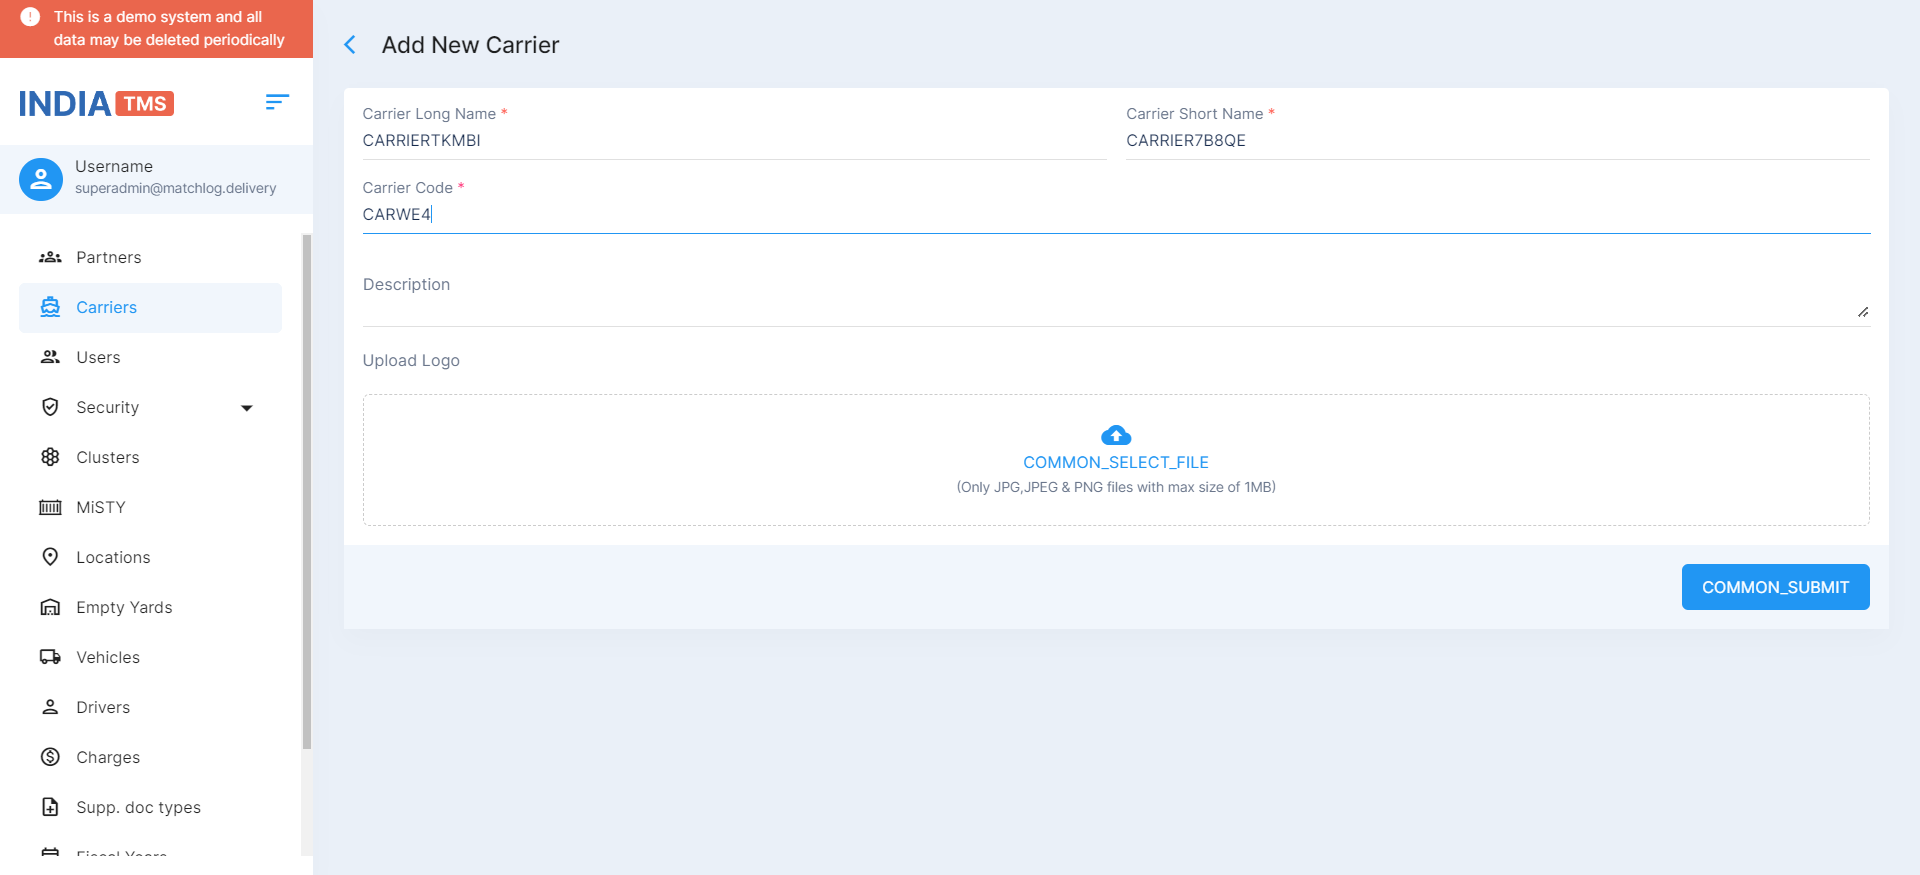 This is a demo system and all
data may be deleted periodically
INDIA TMS
Username
superadmin@matchlog.delivery
Partners
Carriers
Users
Security
Clusters
MiSTY
Locations
Empty Yards
Vehicles
Drivers
Charges
Supp. doc types
Fiscal Years
Add New Carrier
Carrier Long Name *
CARRIERTKMBI
Carrier Short Name *
CARRIER7B8QE
Carrier Code *
CARWE4
Description
Upload Logo
COMMON_SELECT_FILE
(Only JPG,JPEG & PNG files with max size of 1MB)
COMMON_SUBMIT